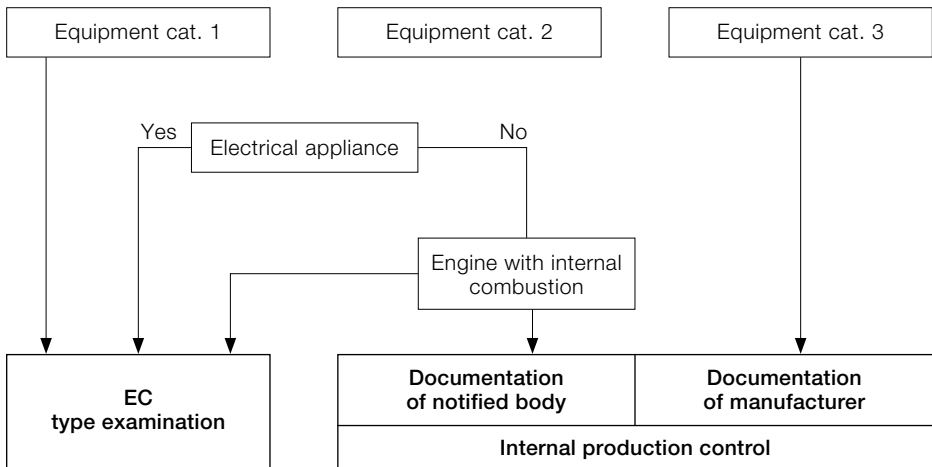 Equipment cat. 1
Equipment cat. 2
Equipment cat. 3
Yes
Electrical appliance
No
Engine with internal
combustion
EC
type examination
Documentation
of notified body
Documentation
of manufacturer
Internal production control